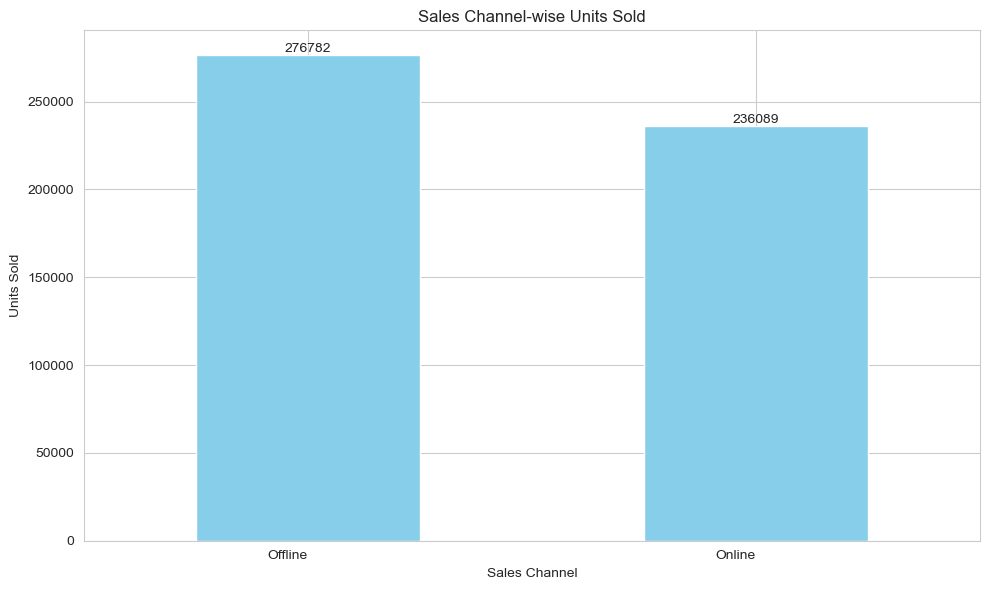 Sales Channel-wise Units Sold
276782
236089
250000
200000
150000
100000
50000
0
Units Sold
Offline
Online
Sales Channel